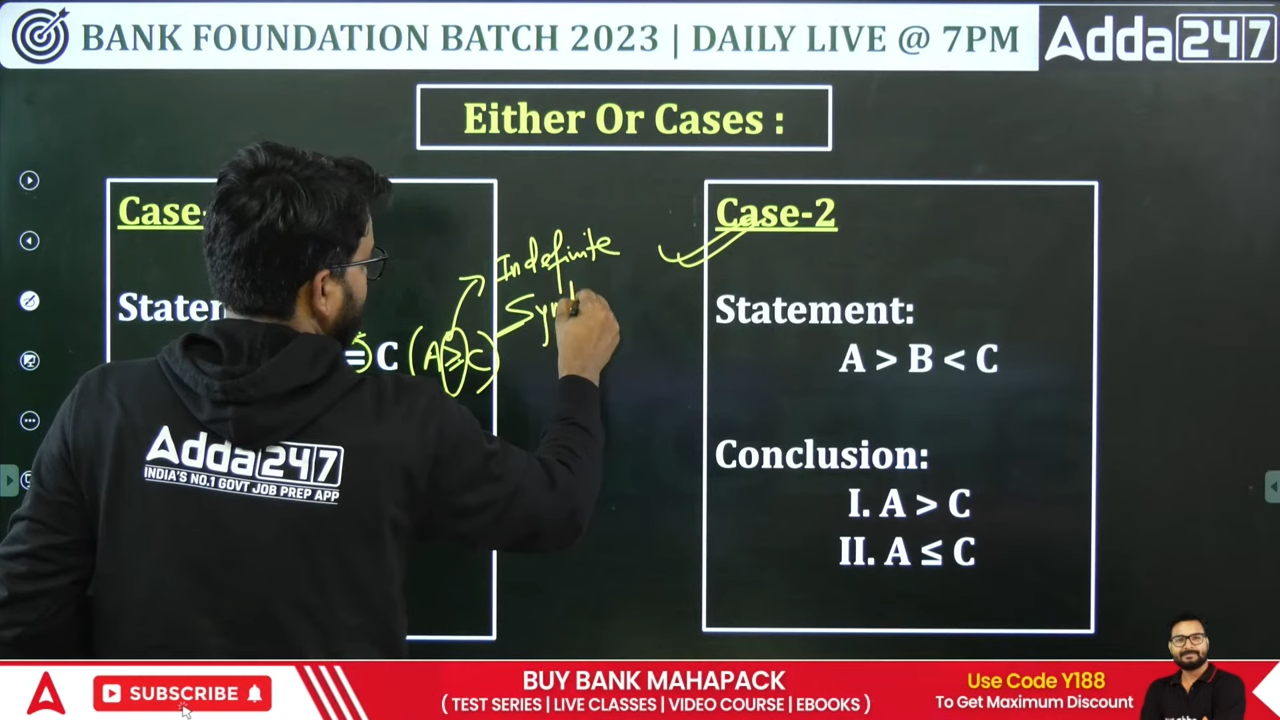 BANK FOUNDATION BATCH 2023 | DAILY LIVE @ 7PM
Adda247
Either Or Cases :
Case-
Indefinite
Sym
= C (A ≥ C)
Case-2
Statement:
A > B < C
Conclusion:
I. A > C
II. A ≤ C
Adda247
INDIA'S NO.1 GOVT JOB PREP APP
SUBSCRIBE
BUY BANK MAHAPACK
( TEST SERIES | LIVE CLASSES | VIDEO COURSE | EBOOKS )
Use Code Y188
To Get Maximum Discount